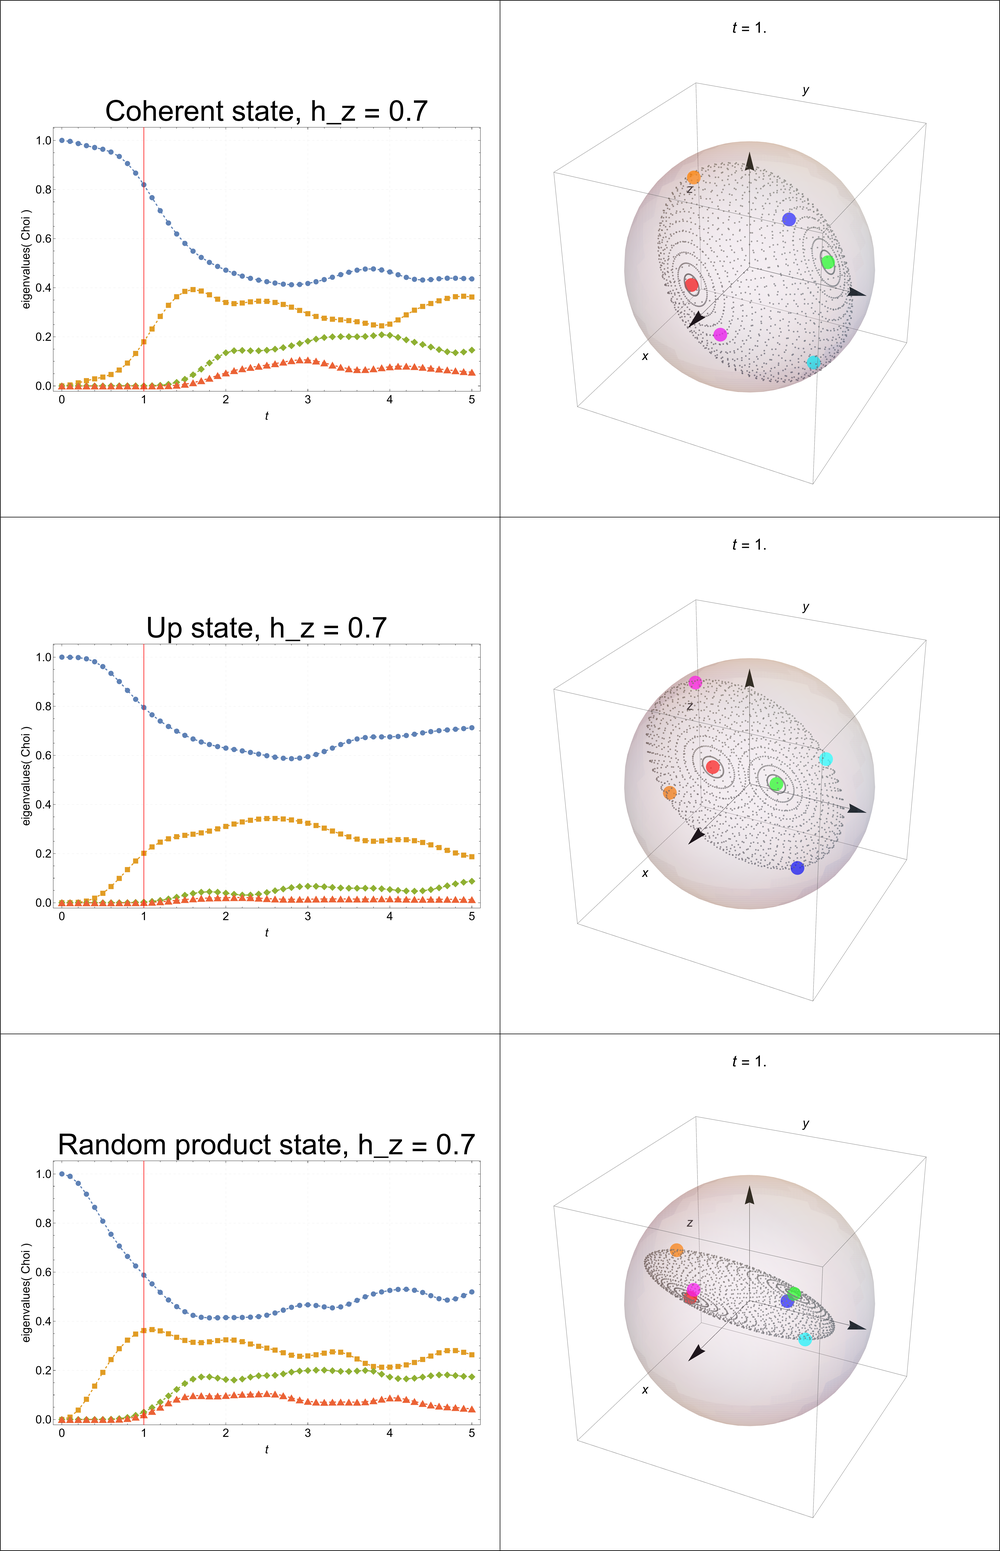 t = 1.
Coherent state, h_z = 0.7
eigenvalues( Choi )
1.0
0.8
0.6
0.4
0.2
0.0
0 1 2 3 4 5
t
y
z
x
t = 1.
Up state, h_z = 0.7
eigenvalues( Choi )
1.0
0.8
0.6
0.4
0.2
0.0
0 1 2 3 4 5
t
y
z
x
t = 1.
Random product state, h_z = 0.7
eigenvalues( Choi )
1.0
0.8
0.6
0.4
0.2
0.0
0 1 2 3 4 5
t
y
z
x